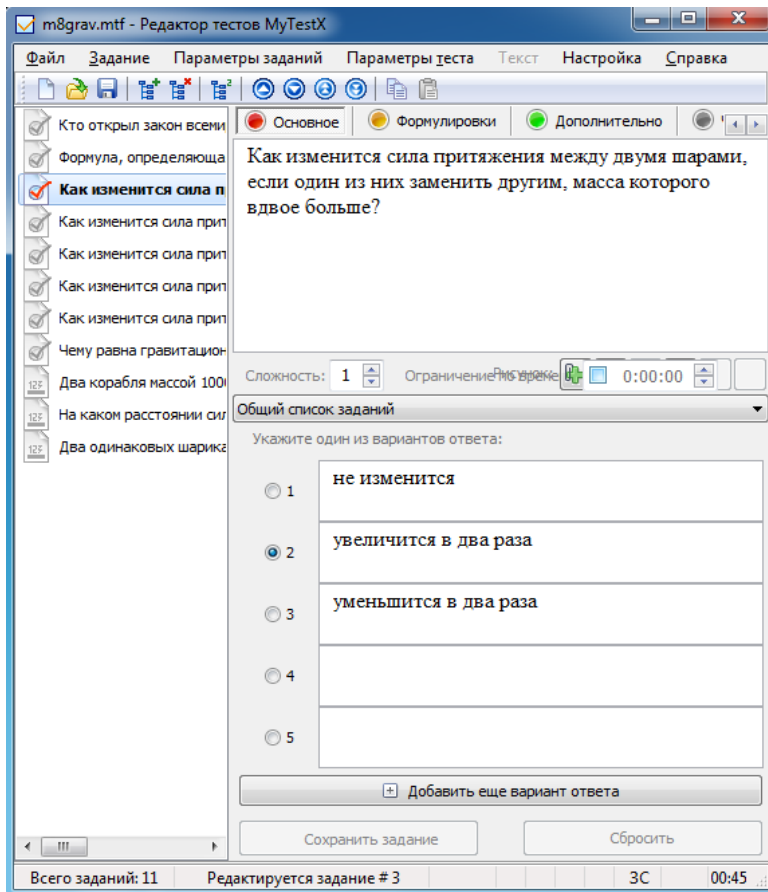 m8grav.mtf - Редактор тестов MyTestX
Файл Задание Параметры заданий Параметры теста Текст Настройка Справка
Кто открыл закон всеми
Формула, определяюща
Как изменится сила п
Как изменится сила прит
Как изменится сила прит
Как изменится сила прит
Как изменится сила прит
Чему равна гравитацион
Два корабля массой 100
На каком расстоянии сил
Два одинаковых шарика
Основное Формулировки Дополнительно
Как изменится сила притяжения между двумя шарами,
если один из них заменить другим, масса которого
вдвое больше?
Сложность: 1 Ограничение по 0:00:00
Общий список заданий
Укажите один из вариантов ответа:
1 не изменится
2 увеличится в два раза
3 уменьшится в два раза
4
5
Добавить еще вариант ответа
Сохранить задание Сбросить
Всего заданий: 11 Редактируется задание # 3 ЗС 00:45